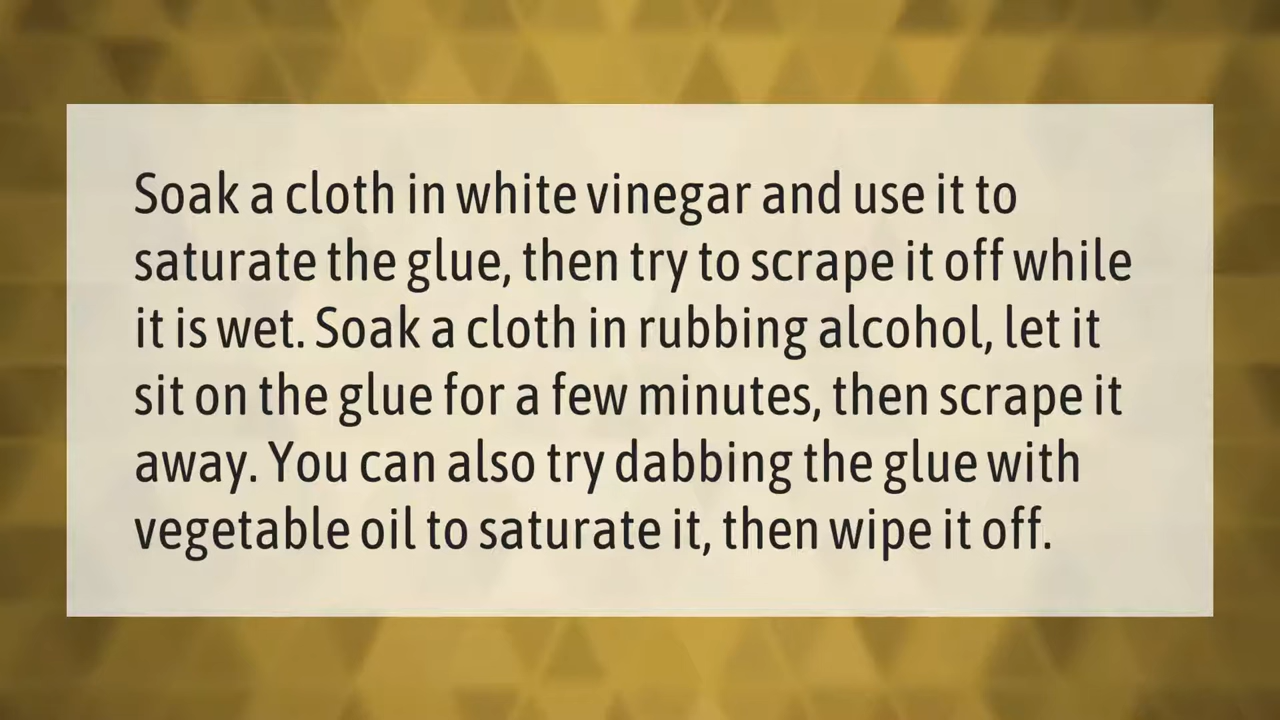 Soak a cloth in white vinegar and use it to
saturate the glue, then try to scrape it off while
it is wet. Soak a cloth in rubbing alcohol, let it
sit on the glue for a few minutes, then scrape it
away. You can also try dabbing the glue with
vegetable oil to saturate it, then wipe it off.